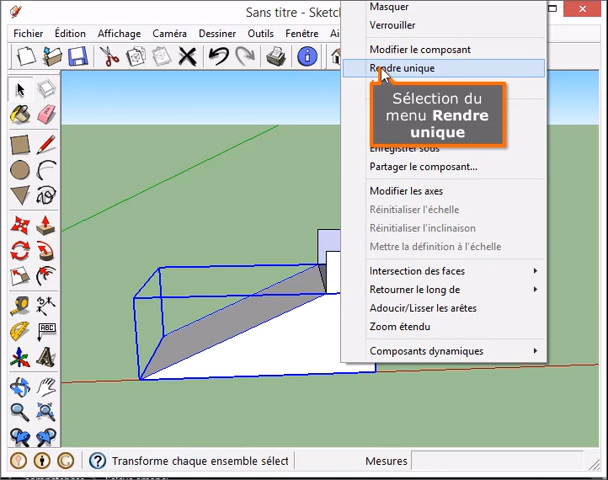 Sans titre - Sketch
Masquer
Verrouiller
Fichier Édition Affichage Caméra Dessiner Outils Fenêtre
Modifier le composant
Rendre unique
Sélection du
menu Rendre
unique
Enregistrer sous
Partager le composant...
Modifier les axes
Réinitialiser l'échelle
Réinitialiser l'inclinaison
Mettre la définition à l'échelle
Intersection des faces
Retourner le long de
Adoucir/Lisser les arêtes
Zoom étendu
Composants dynamiques
ABC
A
Transforme chaque ensemble sélect
Mesures